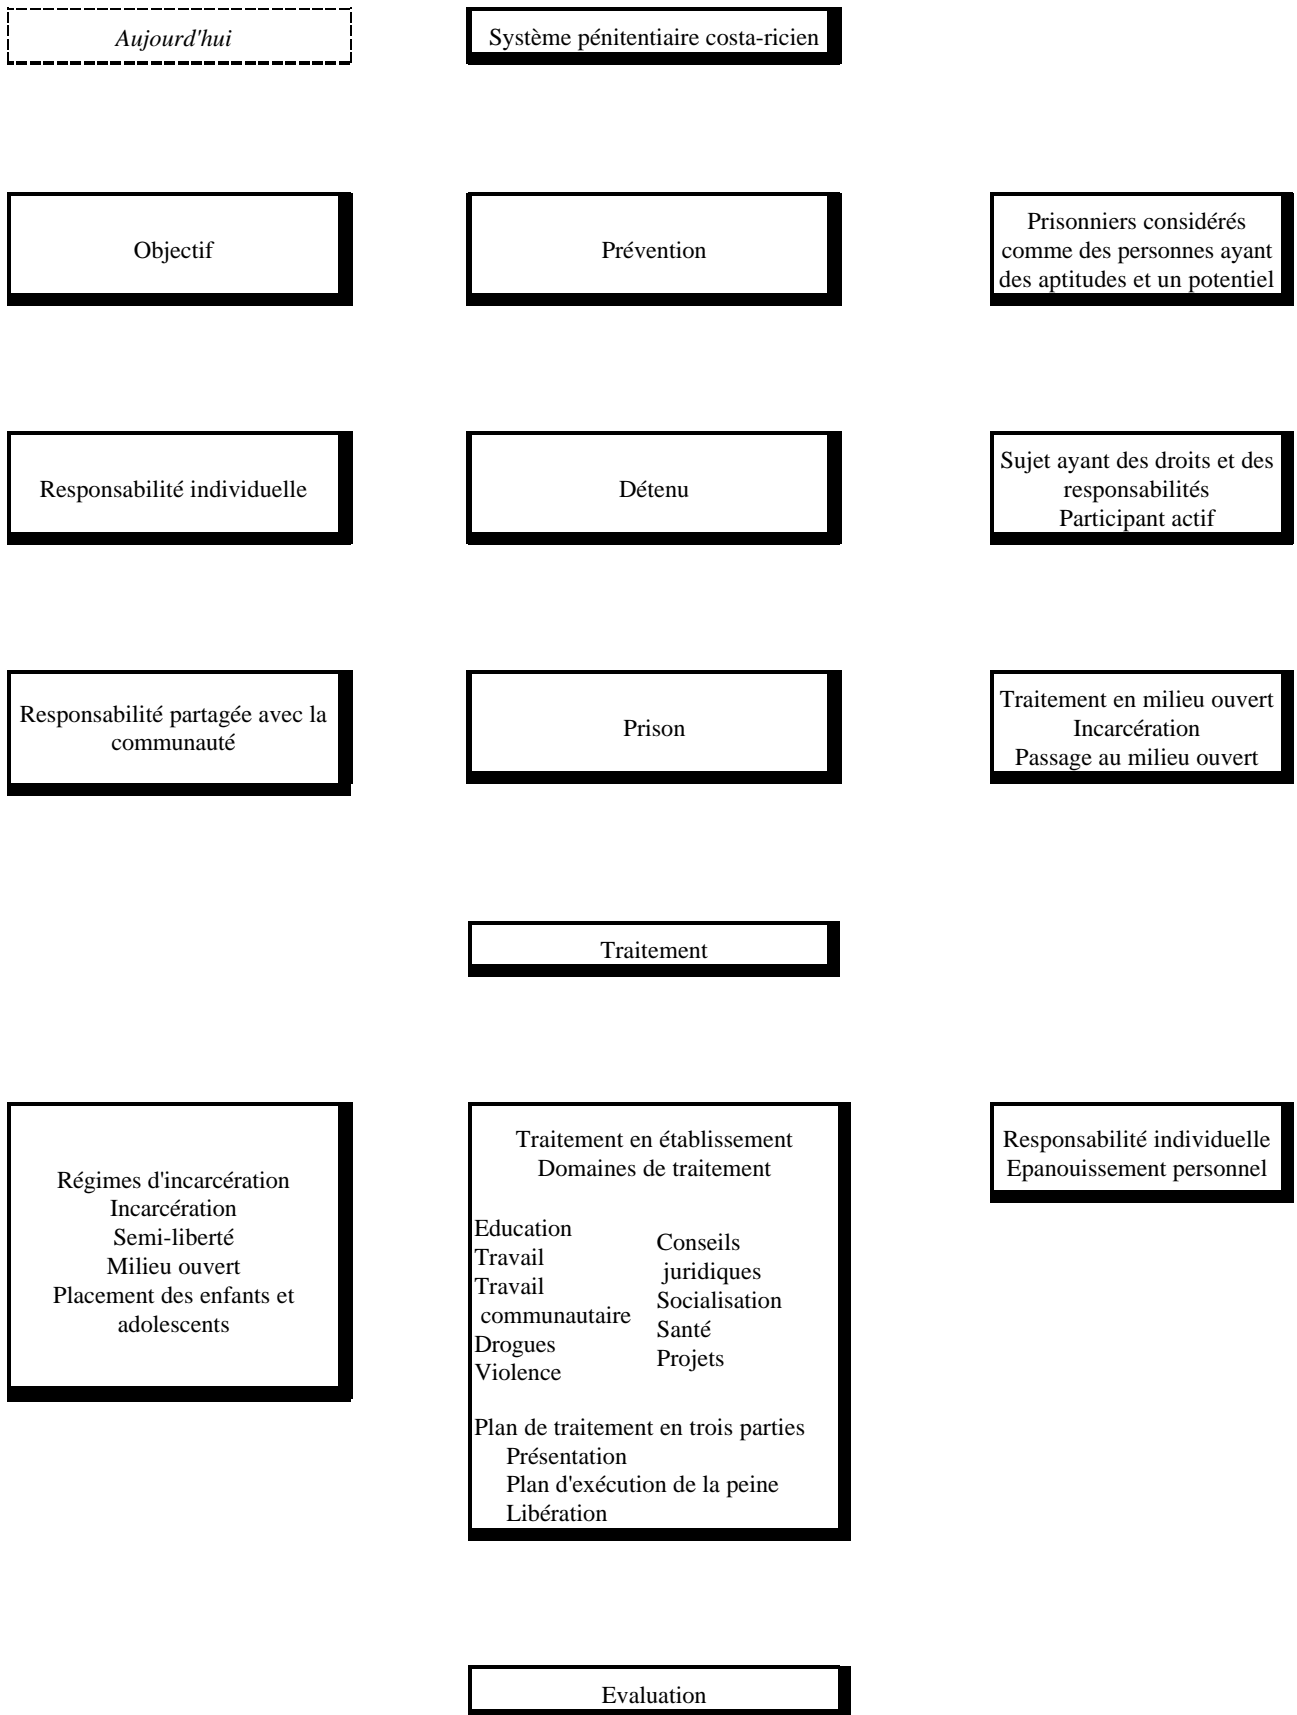 Aujourd'hui
Système pénitentiaire costa-ricien
Objectif
Prévention
Prisonniers considérés
comme des personnes ayant
des aptitudes et un potentiel
Responsabilité individuelle
Détenu
Sujet ayant des droits et des
responsabilités
Participant actif
Responsabilité partagée avec la
communauté
Prison
Traitement en milieu ouvert
Incarcération
Passage au milieu ouvert
Traitement
Régimes d'incarcération
Incarcération
Semi-liberté
Milieu ouvert
Placement des enfants et
adolescents
Traitement en établissement
Domaines de traitement
Education
Travail
Travail
communautaire
Drogues
Violence
Conseils
juridiques
Socialisation
Santé
Projets
Plan de traitement en trois parties
Présentation
Plan d'exécution de la peine
Libération
Responsabilité individuelle
Epanouissement personnel
Evaluation